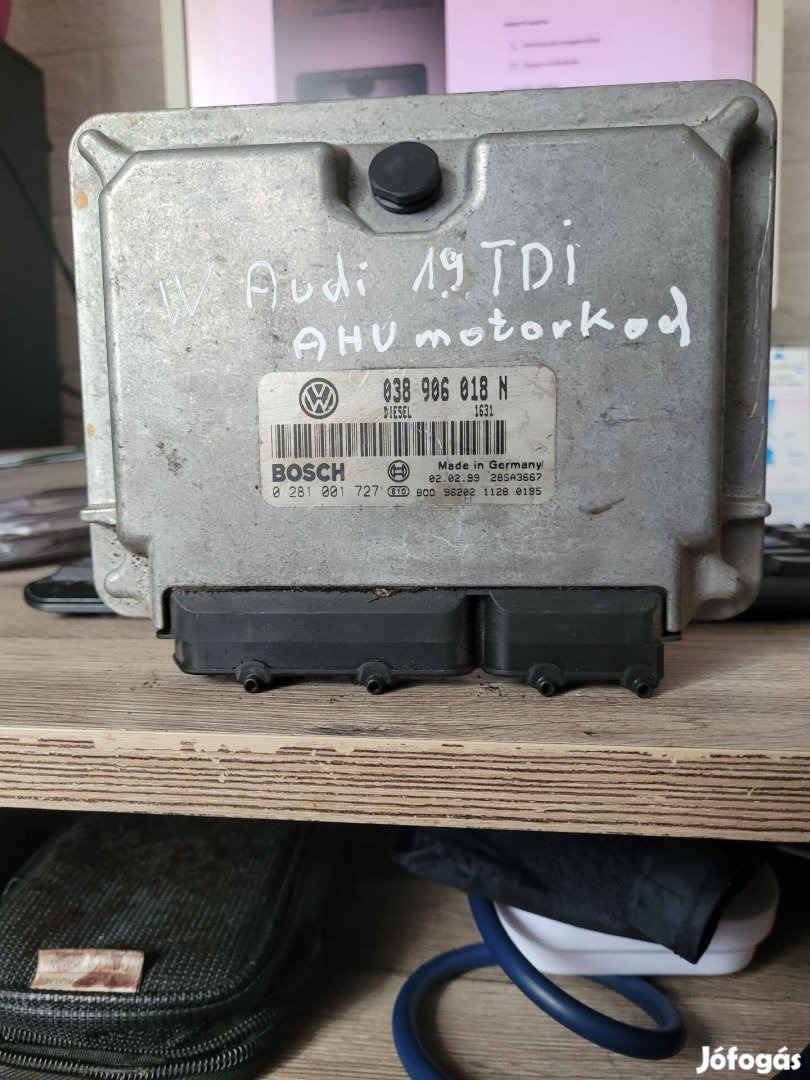 W Audi 1.9 TDi
AHU motorkod
038 906 018 N
DIESEL 1631
BOSCH Made in Germany
02.02.99 28SA3667
0 281 001 727 B10 BOO 96202 1128 0195
Jófogás